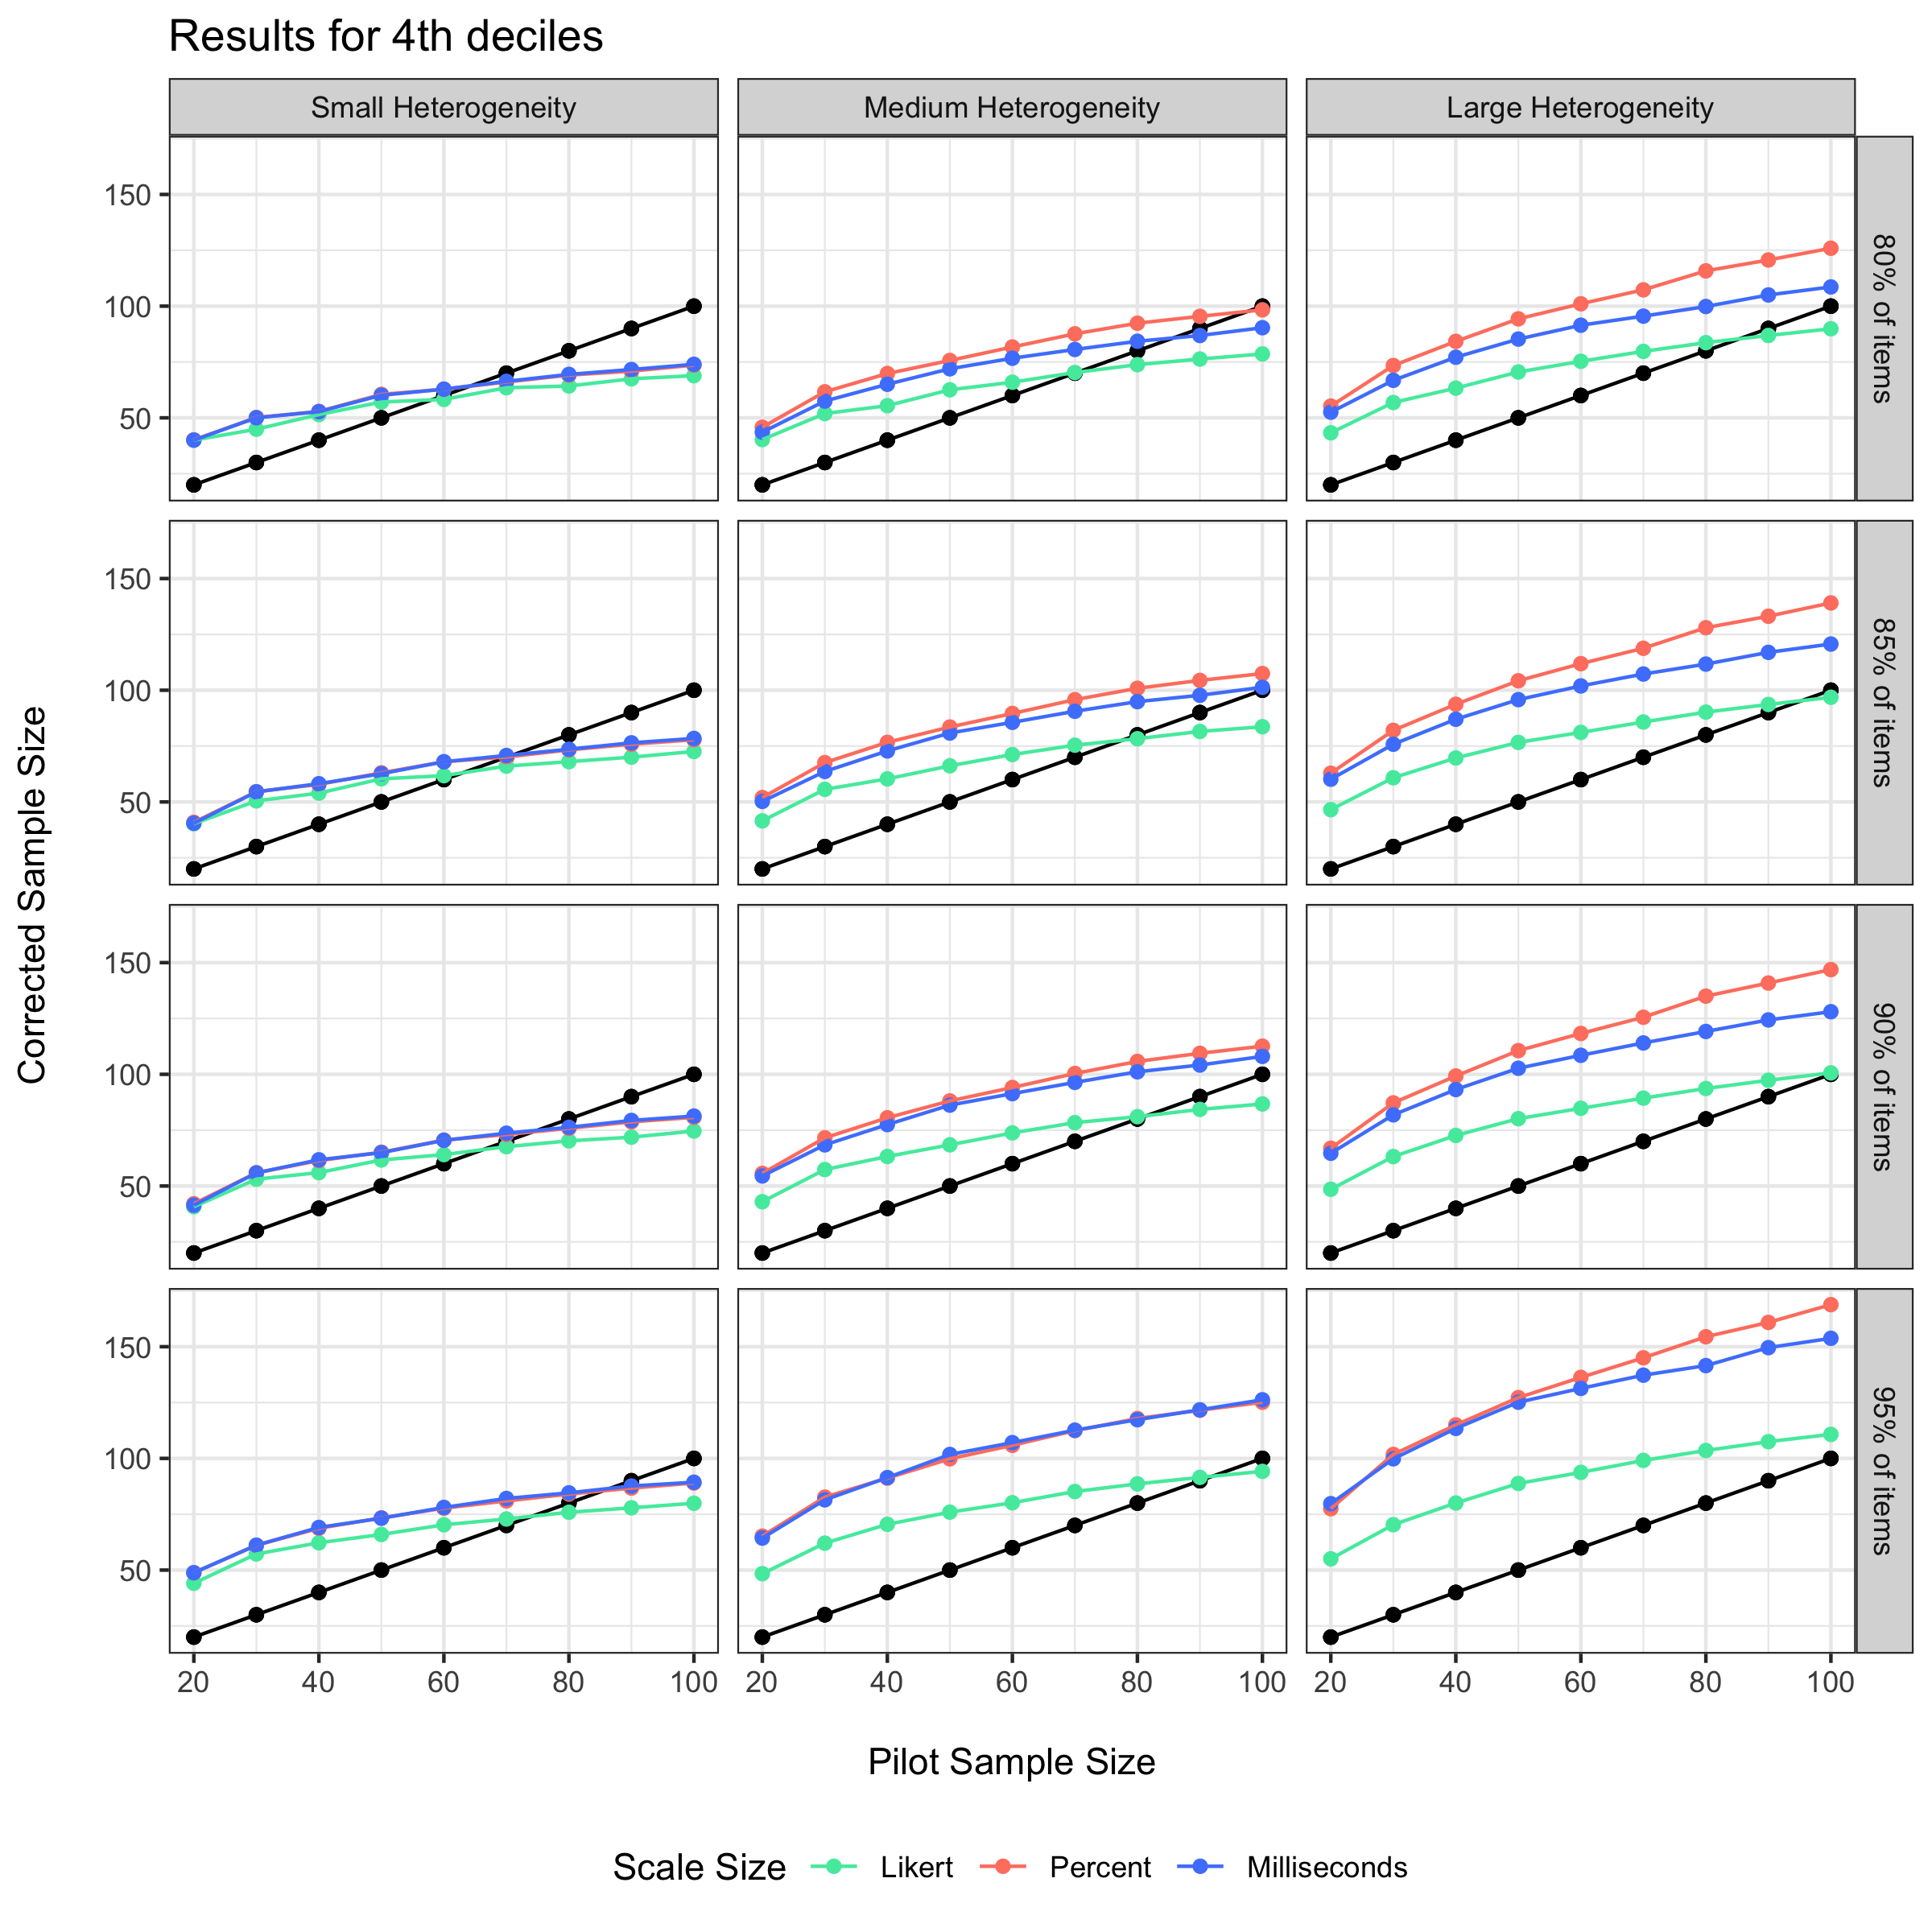 Results for 4th deciles
Small Heterogeneity
Medium Heterogeneity
Large Heterogeneity
150
100
50
80% of items
150
100
50
85% of items
150
100
50
90% of items
150
100
50
95% of items
Corrected Sample Size
20 40 60 80 100
20 40 60 80 100
20 40 60 80 100
Pilot Sample Size
Scale Size Likert Percent Milliseconds